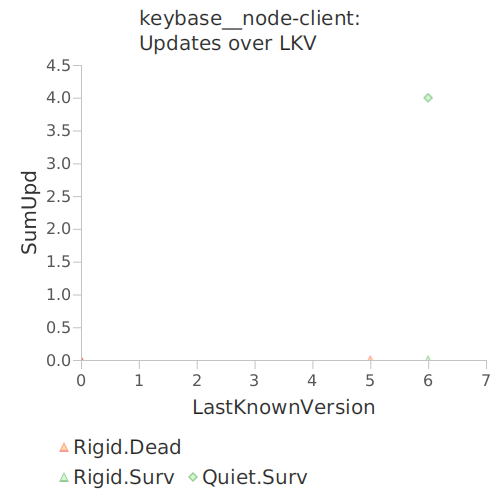 keybase__node-client:
Updates over LKV
4.5
4.0
3.5
3.0
2.5
2.0
1.5
1.0
0.5
0.0
SumUpd
0 1 2 3 4 5 6 7
LastKnownVersion
Rigid.Dead
Rigid.Surv Quiet.Surv